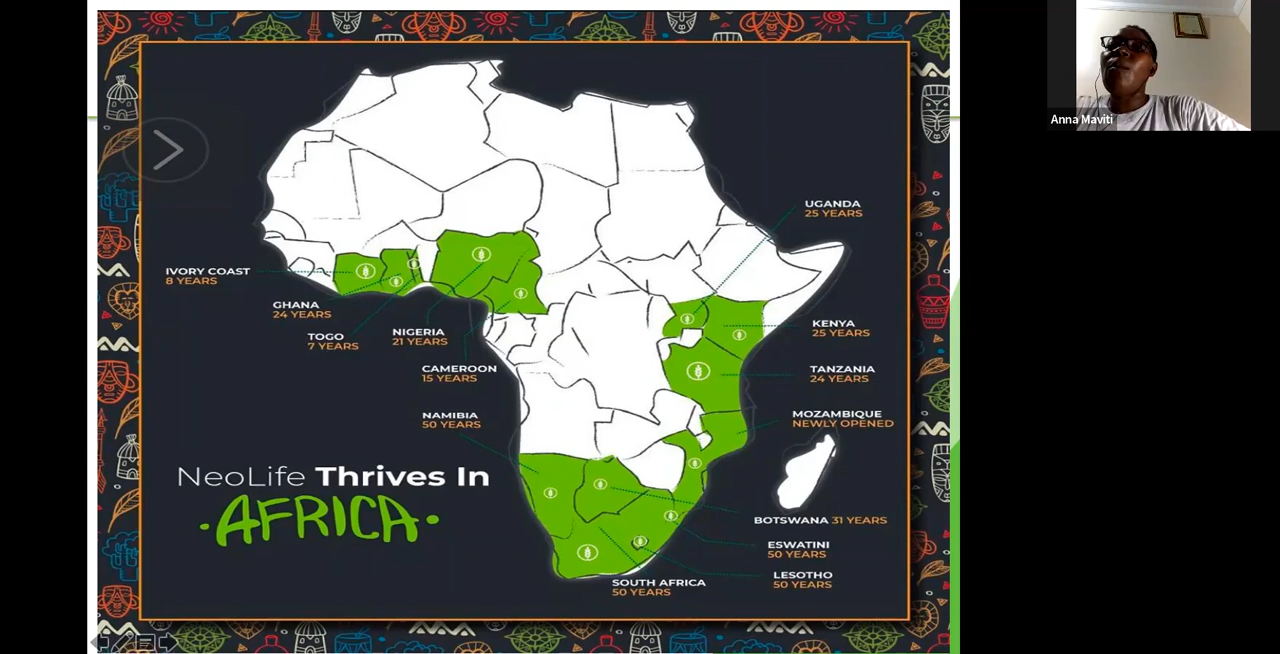 Anna Maviti
UGANDA
25 YEARS
IVORY COAST
8 YEARS
GHANA
24 YEARS
TOGO
7 YEARS
NIGERIA
21 YEARS
KENYA
25 YEARS
CAMEROON
15 YEARS
TANZANIA
24 YEARS
NAMIBIA
50 YEARS
MOZAMBIQUE
NEWLY OPENED
NeoLife Thrives In
·AFRICA·
BOTSWANA 31 YEARS
ESWATINI
50 YEARS
LESOTHO
50 YEARS
SOUTH AFRICA
50 YEARS